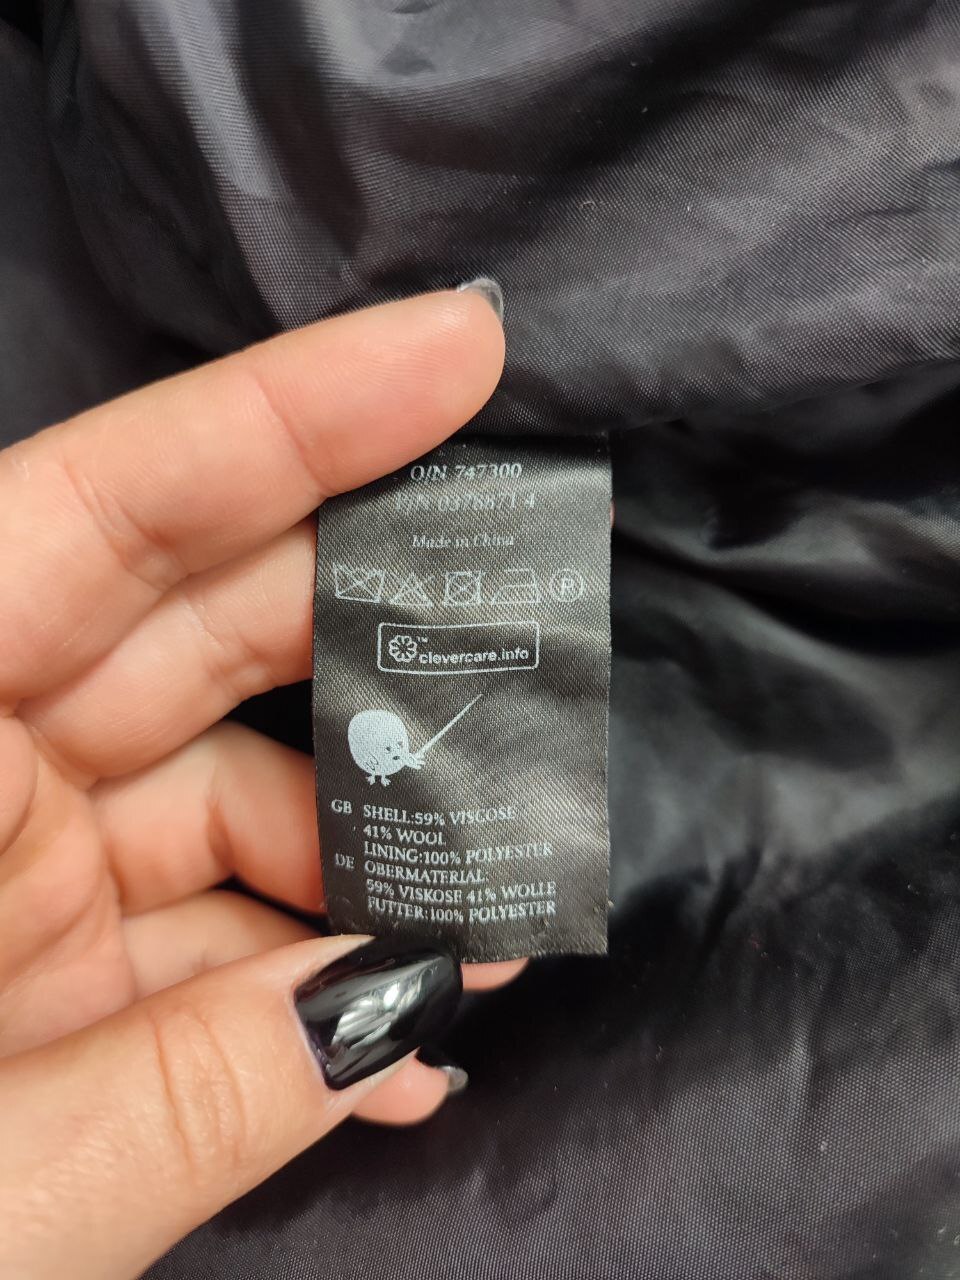 O/N 747300
Made in China
P
™
clevercare.info
GB SHELL:59% VISCOSE
41% WOOL
LINING:100% POLYESTER
DE OBERMATERIAL:
59% VISKOSE 41% WOLLE
FUTTER:100% POLYESTER